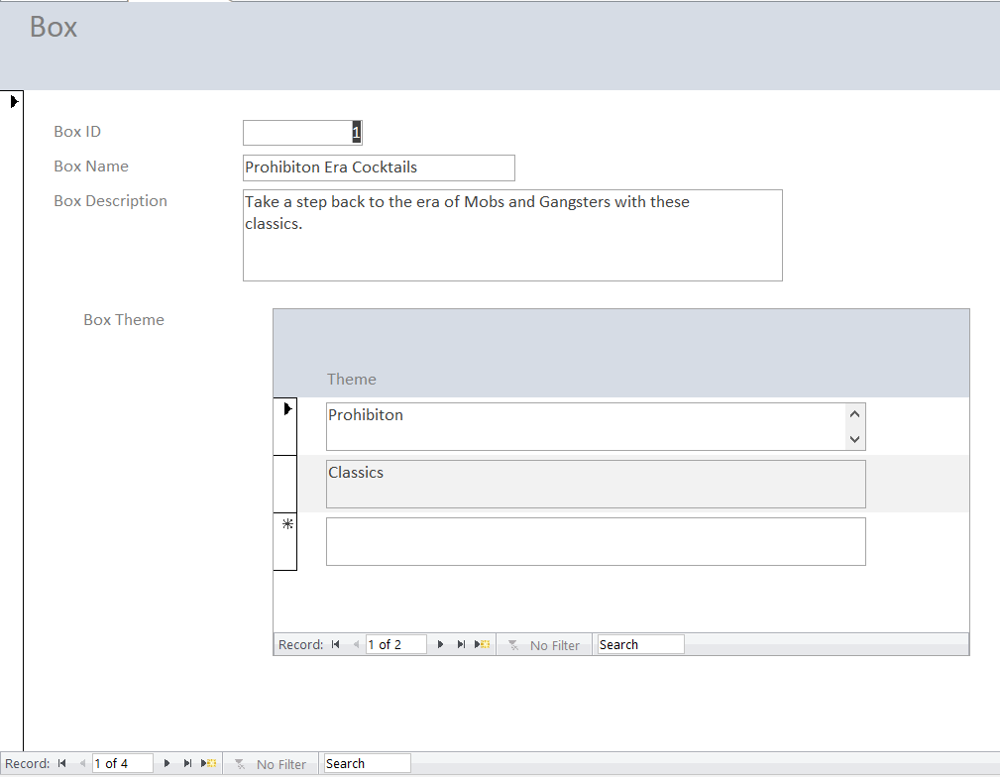 Box
Box ID
1
Box Name
Prohibiton Era Cocktails
Box Description
Take a step back to the era of Mobs and Gangsters with these
classics.
Box Theme
Theme
Prohibiton
Classics
Record: 1 of 2 No Filter Search
Record: 1 of 4 No Filter Search